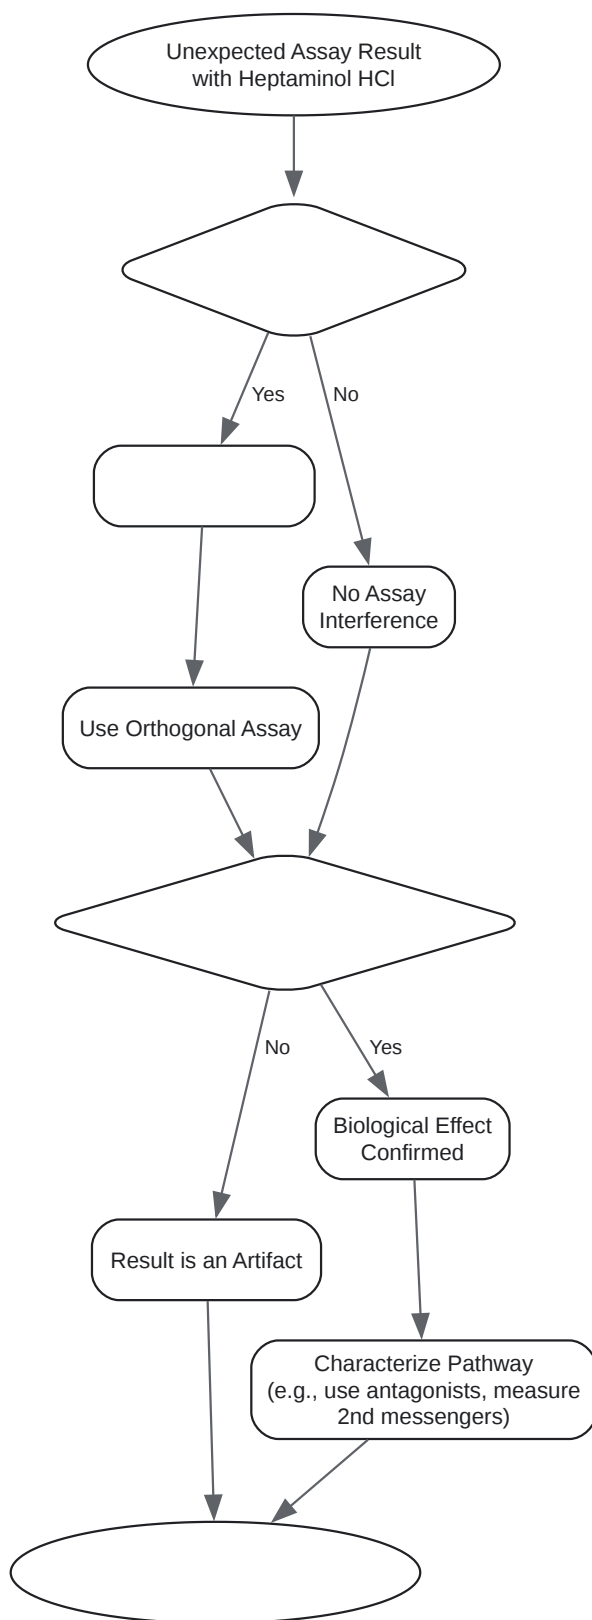 Unexpected Assay Result
with Heptaminol HCl
Yes
No
No Assay
Interference
Use Orthogonal Assay
No
Yes
Biological Effect
Confirmed
Result is an Artifact
Characterize Pathway
(e.g., use antagonists, measure
2nd messengers)